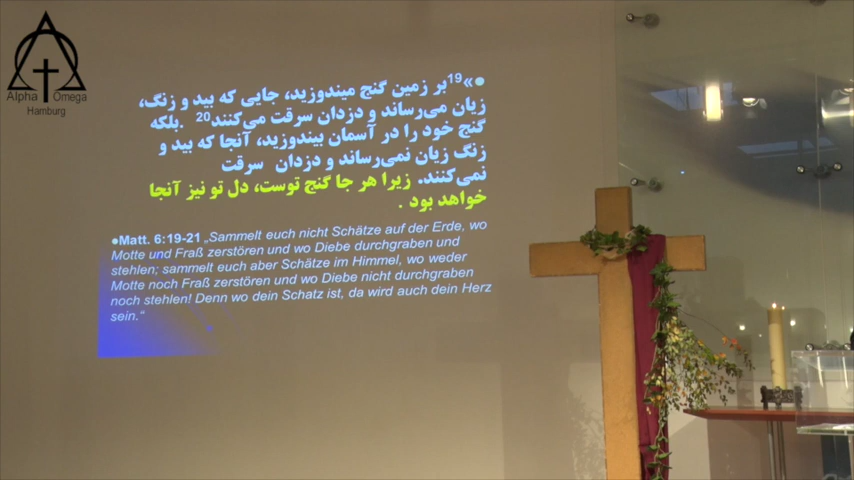 Alpha Omega
Hamburg
●«19بر زمین گنج میندوزید، جایی که بید و زنگ،
زیان می‌رساند و دزدان سرقت می‌کنند20 .بلکه
گنج خود را در آسمان بیندوزید، آنجا که بید و
زنگ زیان نمی‌رساند و دزدان سرقت
نمی‌کنند. زیرا هر جا گنج توست، دل تو نیز آنجا
خواهد بود .
●Matt. 6:19-21 „Sammelt euch nicht Schätze auf der Erde, wo
Motte und Fraß zerstören und wo Diebe durchgraben und
stehlen; sammelt euch aber Schätze im Himmel, wo weder
Motte noch Fraß zerstören und wo Diebe nicht durchgraben
noch stehlen! Denn wo dein Schatz ist, da wird auch dein Herz
sein.“